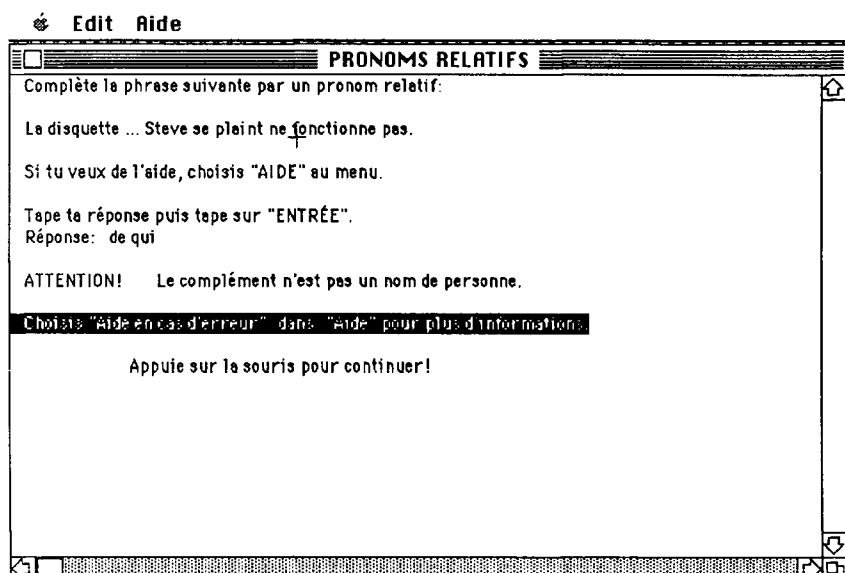 Edit Aide
PRONOMS RELATIFS
Complète la phrase suivante par un pronom relatif:
La disquette ... Steve se plaint ne fonctionne pas.
Si tu veux de l'aide, choisis "AIDE" au menu.
Tape ta réponse puis tape sur "ENTRÉE".
Réponse: de qui
ATTENTION! Le complément n'est pas un nom de personne.
Choisis "Aide en cas d'erreur" dans "Aide" pour plus d'informations.
Appuie sur la souris pour continuer!